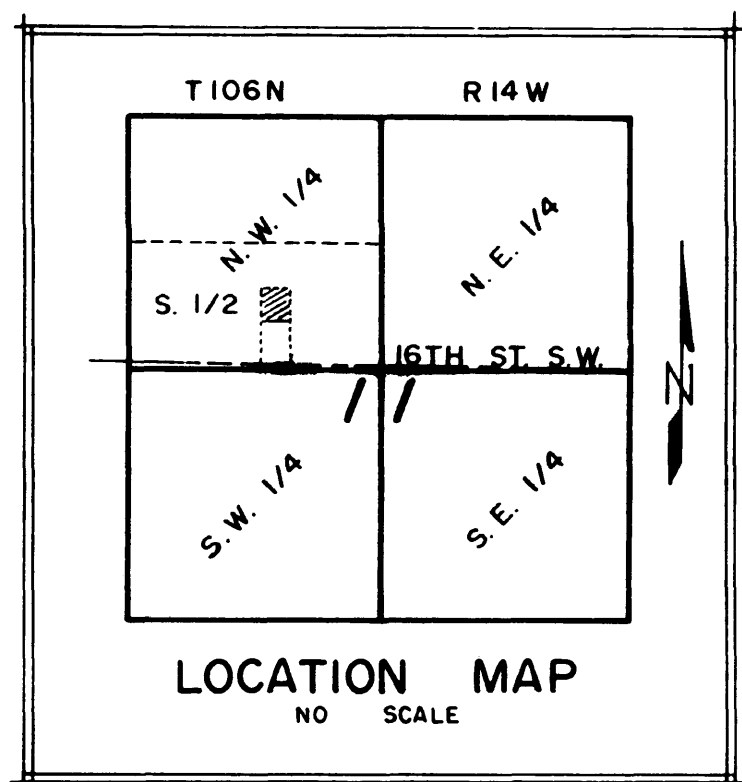 T106N R14W
N.W. 1/4
N.E. 1/4
S. 1/2
16TH ST. S.W.
11
S.W. 1/4
S.E. 1/4
N
LOCATION MAP
NO SCALE